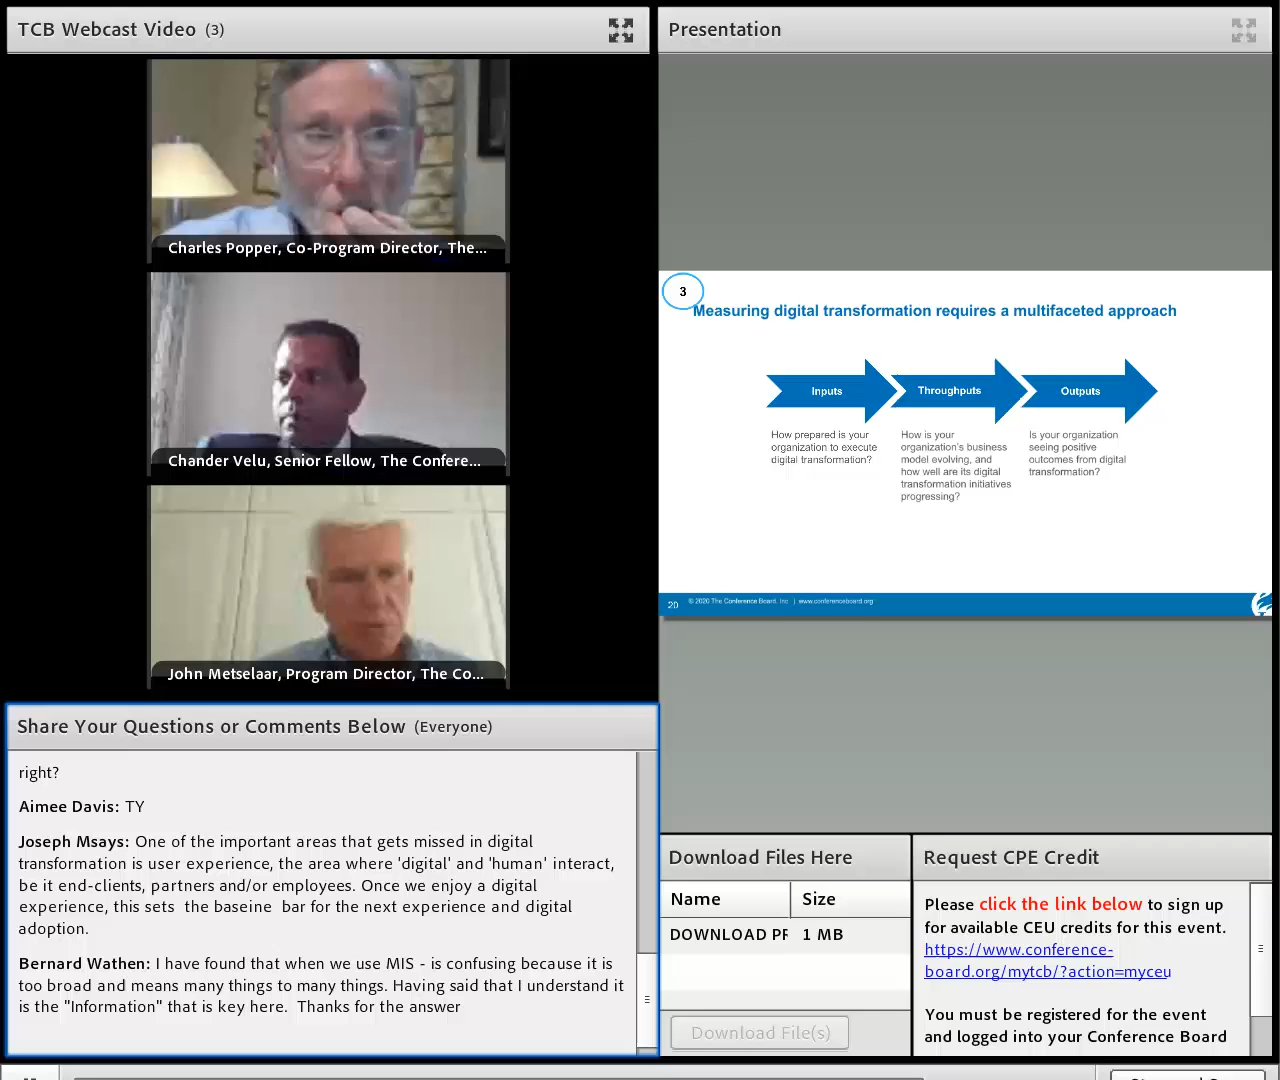 TCB Webcast Video (3)
Charles Popper, Co-Program Director, The...
Chander Velu, Senior Fellow, The Confere...
John Metselaar, Program Director, The Co...
Share Your Questions or Comments Below (Everyone)
right?
Aimee Davis: TY
Joseph Msays: One of the important areas that gets missed in digital
transformation is user experience, the area where 'digital' and 'human' interact,
be it end-clients, partners and/or employees. Once we enjoy a digital
experience, this sets the baseine bar for the next experience and digital
adoption.
Bernard Wathen: I have found that when we use MIS - is confusing because it is
too broad and means many things to many things. Having said that I understand it
is the "Information" that is key here. Thanks for the answer
Presentation
3
Measuring digital transformation requires a multifaceted approach
Inputs
Throughputs
Outputs
How prepared is your
organization to execute
digital transformation?
How is your
organization's business
model evolving, and
how well are its digital
transformation initiatives
progressing?
Is your organization
seeing positive
outcomes from digital
transformation?
20 © 2020 The Conference Board, Inc. | www.conferenceboard.org
Download Files Here
Name Size
DOWNLOAD PR 1 MB
Download File(s)
Request CPE Credit
Please click the link below to sign up
for available CEU credits for this event.
https://www.conference-
board.org/mytcb/?action=myceu
You must be registered for the event
and logged into your Conference Board